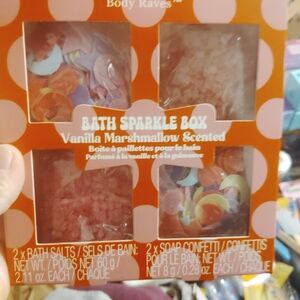 Body Raves™
BATH SPARKLE BOX
Vanilla Marshmallow Scented
Boîte à paillettes pour le bain
Parfumé à la vanille et à la guimauve
2 x BATH SALTS / SELS DE BAIN:
NET WT. / POIDS NET 60 g /
2.11 oz. EACH / CHAQUE
2 x SOAP CONFETTI / CONFETTIS
POUR LE BAIN: NET WT. / POIDS
NET 8 g / 0.28 oz. EACH / CHAQUE